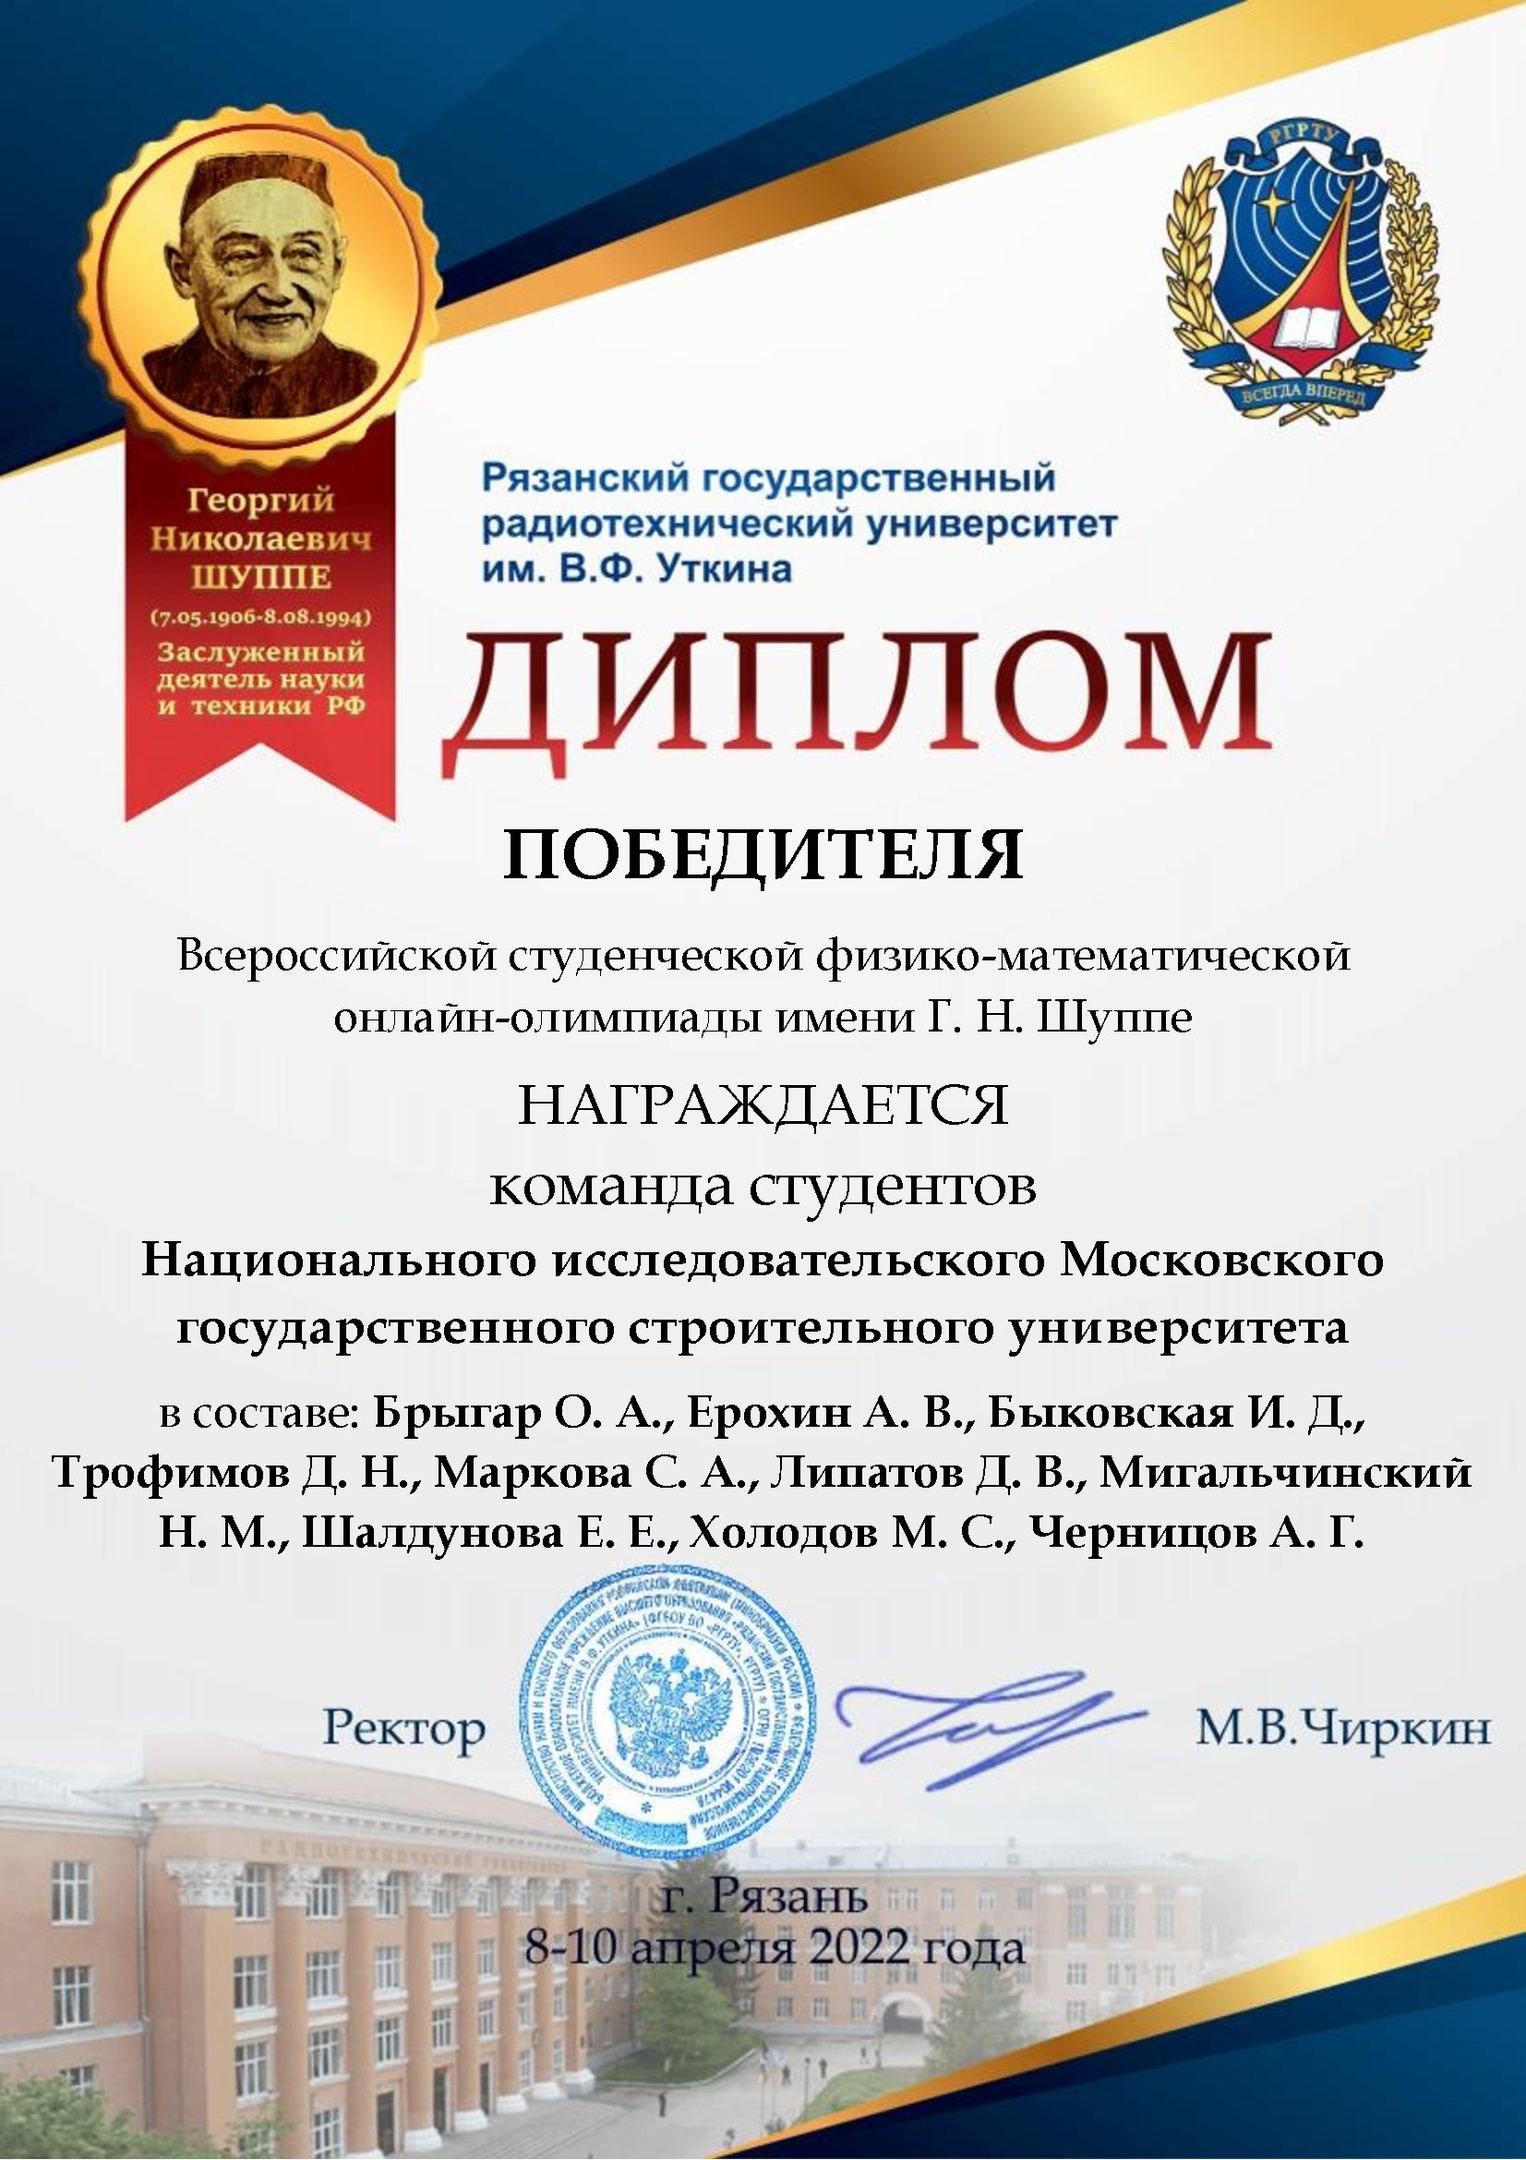 РГРТУ
ВСЕГДА ВПЕРЕД
Георгий
Николаевич
ШУППЕ
(7.05.1906-8.08.1994)
Заслуженный
деятель науки
и техники РФ
Рязанский государственный
радиотехнический университет
им. В.Ф. Уткина
ДИПЛОМ
ПОБЕДИТЕЛЯ
Всероссийской студенческой физико-математической
онлайн-олимпиады имени Г. Н. Шуппе
НАГРАЖДАЕТСЯ
команда студентов
Национального исследовательского Московского
государственного строительного университета
в составе: Брыгар О. А., Ерохин А. В., Быковская И. Д.,
Трофимов Д. Н., Маркова С. А., Липатов Д. В., Мигальчинский
Н. М., Шалдунова Е. Е., Холодов М. С., Черницов А. Г.
Ректор
М.В.Чиркин
РАДИОТЕХНИЧЕСКИЙ УНИВЕРСИТЕТ
г. Рязань
8-10 апреля 2022 года